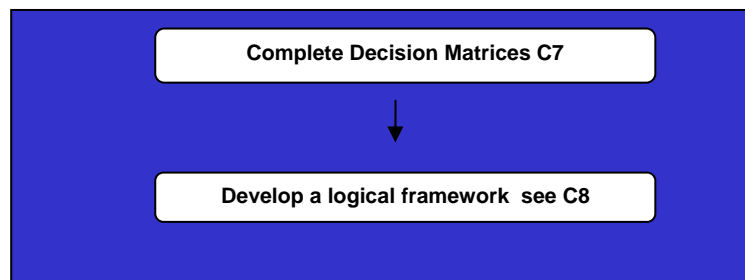 Complete Decision Matrices C7
Develop a logical framework see C8